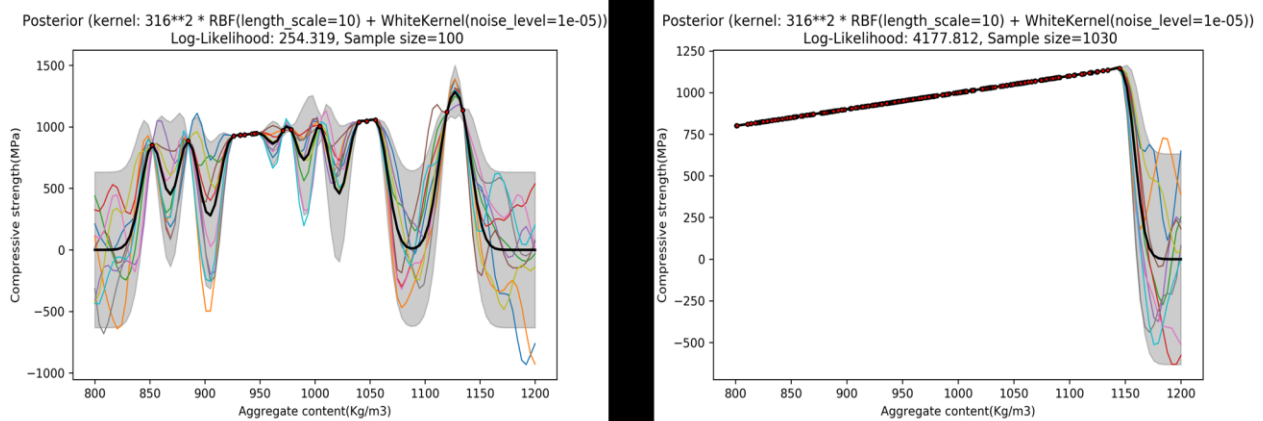 Posterior (kernel: 316**2 * RBF(length_scale=10) + WhiteKernel(noise_level=1e-05))
Log-Likelihood: 254.319, Sample size=100
1500
1000
500
0
−500
−1000
Compressive strength(MPa)
800 850 900 950 1000 1050 1100 1150 1200
Aggregate content(Kg/m3)
Posterior (kernel: 316**2 * RBF(length_scale=10) + WhiteKernel(noise_level=1e-05))
Log-Likelihood: 4177.812, Sample size=1030
1250
1000
750
500
250
0
−250
−500
Compressive strength(MPa)
800 850 900 950 1000 1050 1100 1150 1200
Aggregate content(Kg/m3)